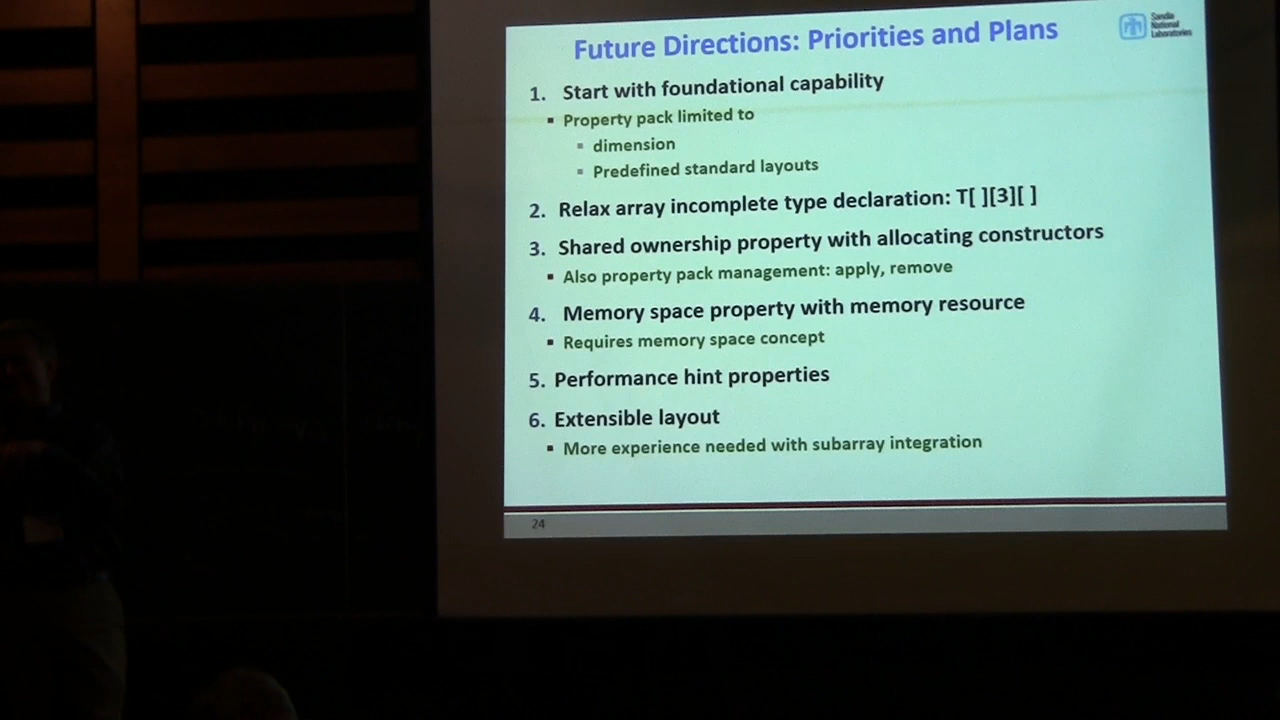 Future Directions: Priorities and Plans
Sandia
National
Laboratories
1. Start with foundational capability
▪ Property pack limited to
▪ dimension
▪ Predefined standard layouts
2. Relax array incomplete type declaration: T[ ][3][ ]
3. Shared ownership property with allocating constructors
▪ Also property pack management: apply, remove
4. Memory space property with memory resource
▪ Requires memory space concept
5. Performance hint properties
6. Extensible layout
▪ More experience needed with subarray integration
24